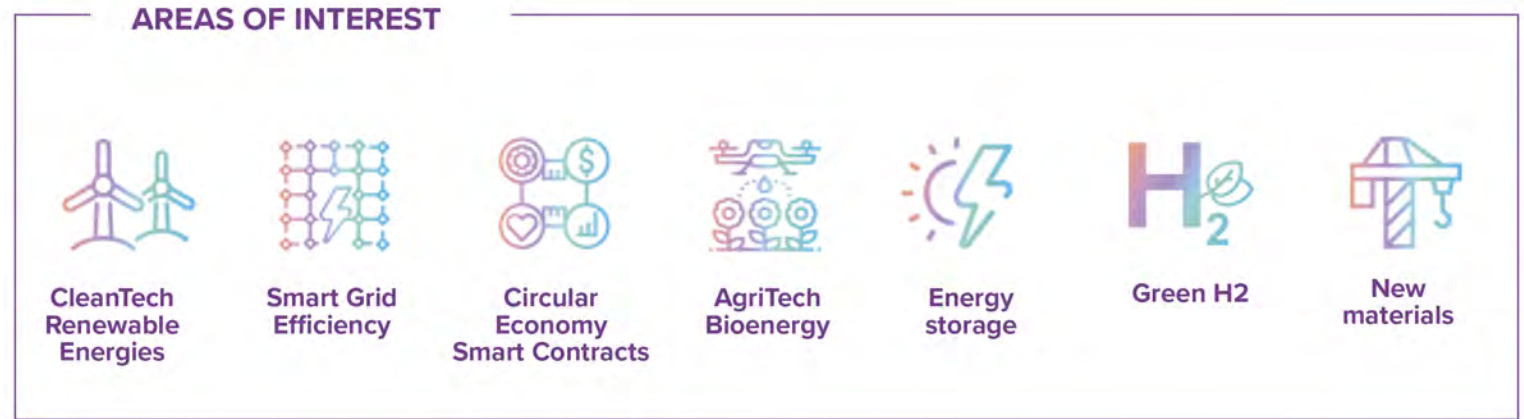 AREAS OF INTEREST
$
H
2
CleanTech
Renewable
Energies
Smart Grid
Efficiency
Circular
Economy
Smart Contracts
AgriTech
Bioenergy
Energy
storage
Green H2
New
materials